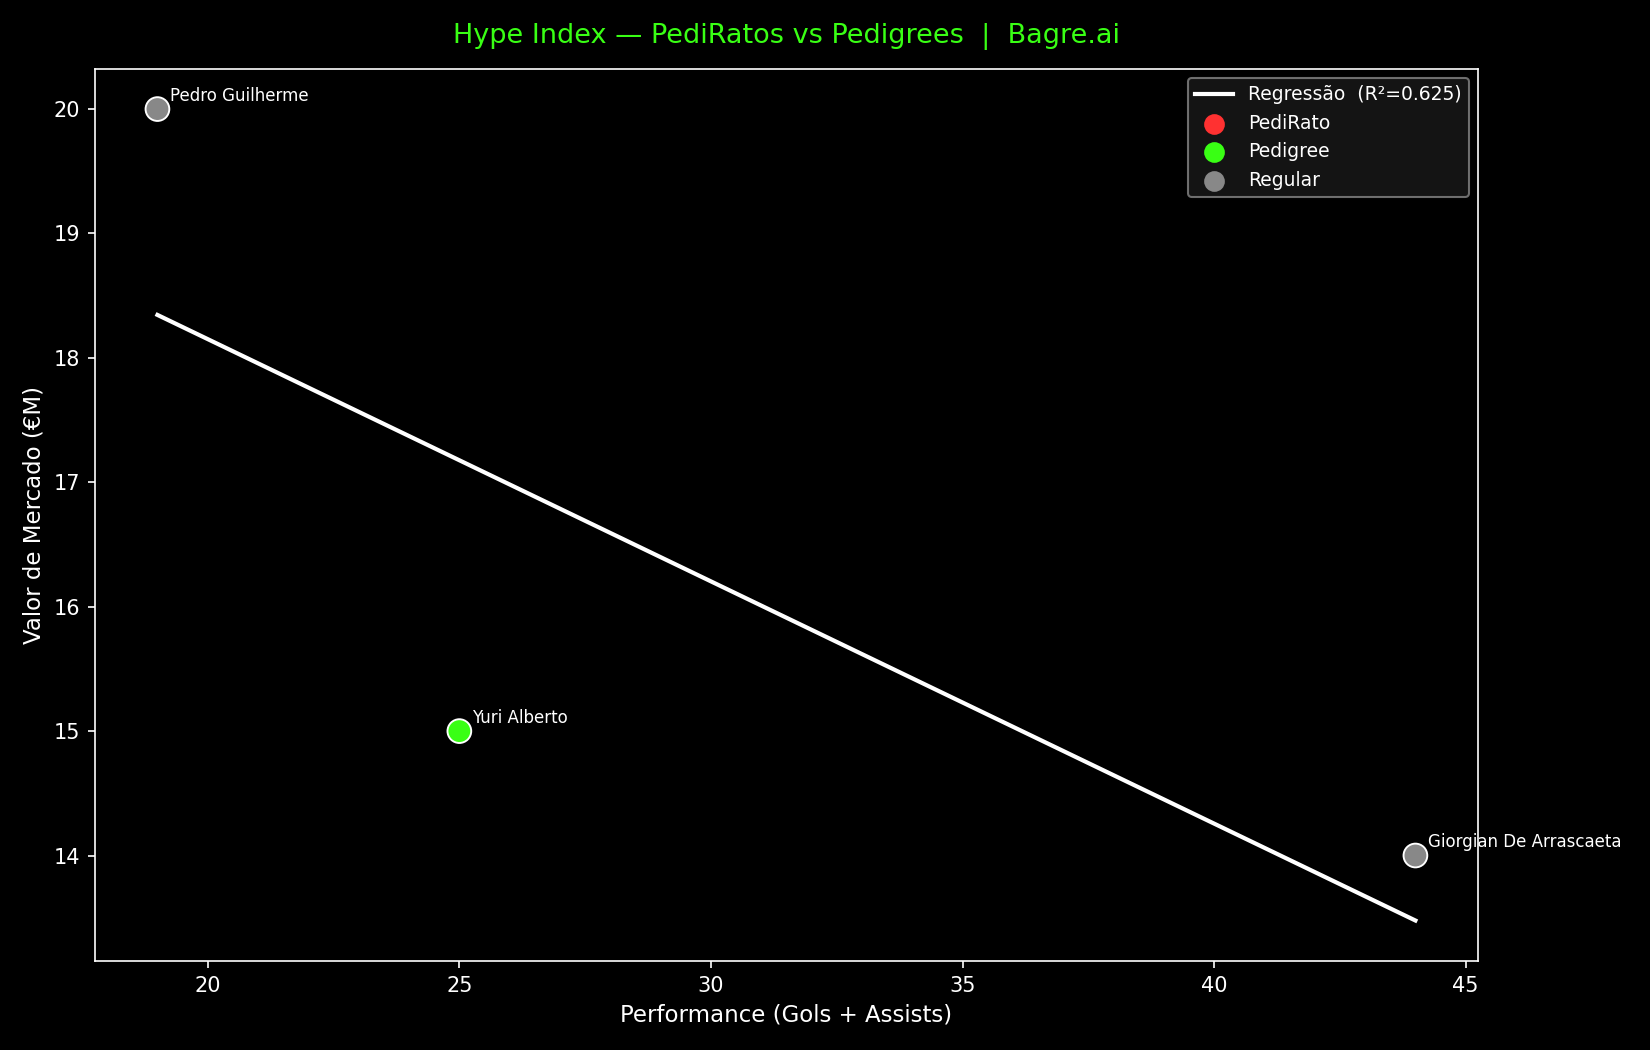 Hype Index — PediRatos vs Pedigrees | Bagre.ai
Regressão (R²=0.625)
PediRato
Pedigree
Regular
Pedro Guilherme
Yuri Alberto
Giorgian De Arrascaeta
Valor de Mercado (€M)
20
19
18
17
16
15
14
20
25
30
35
40
45
Performance (Gols + Assists)